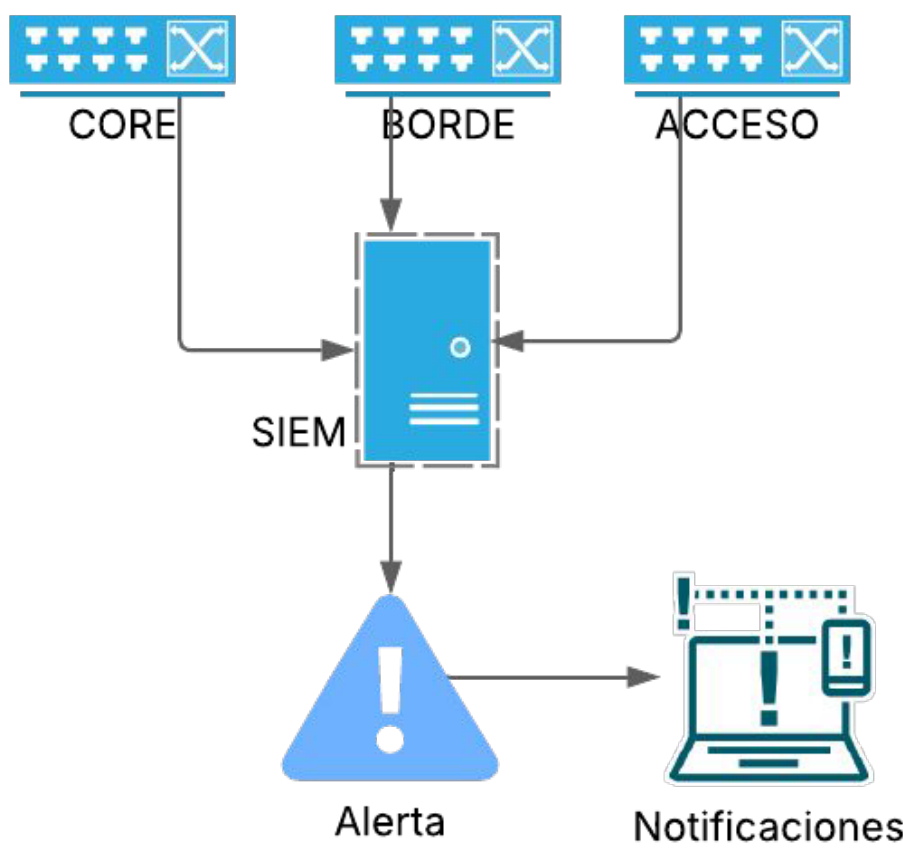 CORE
BORDE
ACCESO
SIEM
Alerta
Notificaciones